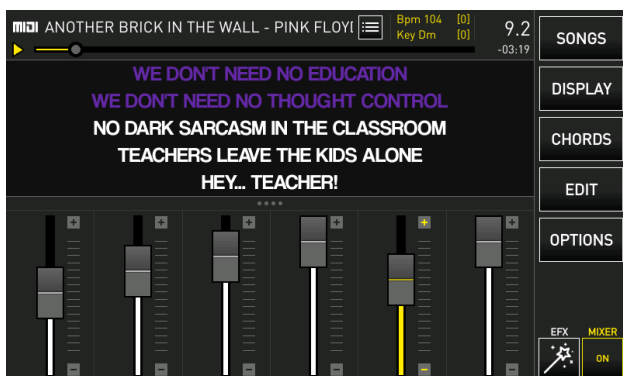 MIDI ANOTHER BRICK IN THE WALL - PINK FLOY
Bpm 104 [0]
Key Dm [0]
9.2
-03:19
WE DON'T NEED NO EDUCATION
WE DON'T NEED NO THOUGHT CONTROL
NO DARK SARCASM IN THE CLASSROOM
TEACHERS LEAVE THE KIDS ALONE
HEY... TEACHER!
SONGS
DISPLAY
CHORDS
EDIT
OPTIONS
EFX MIXER
ON